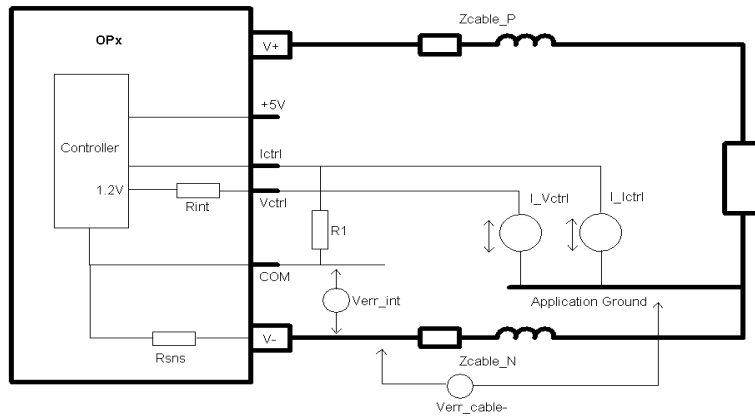 Zcable_P
OPx
V+
+5V
Controller
Ictrl
1.2V
Rint
Vctrl
I_Vctrl
I_Ictrl
R1
COM
Verr_int
Application Ground
V-
Rsns
Zcable_N
Verr_cable-